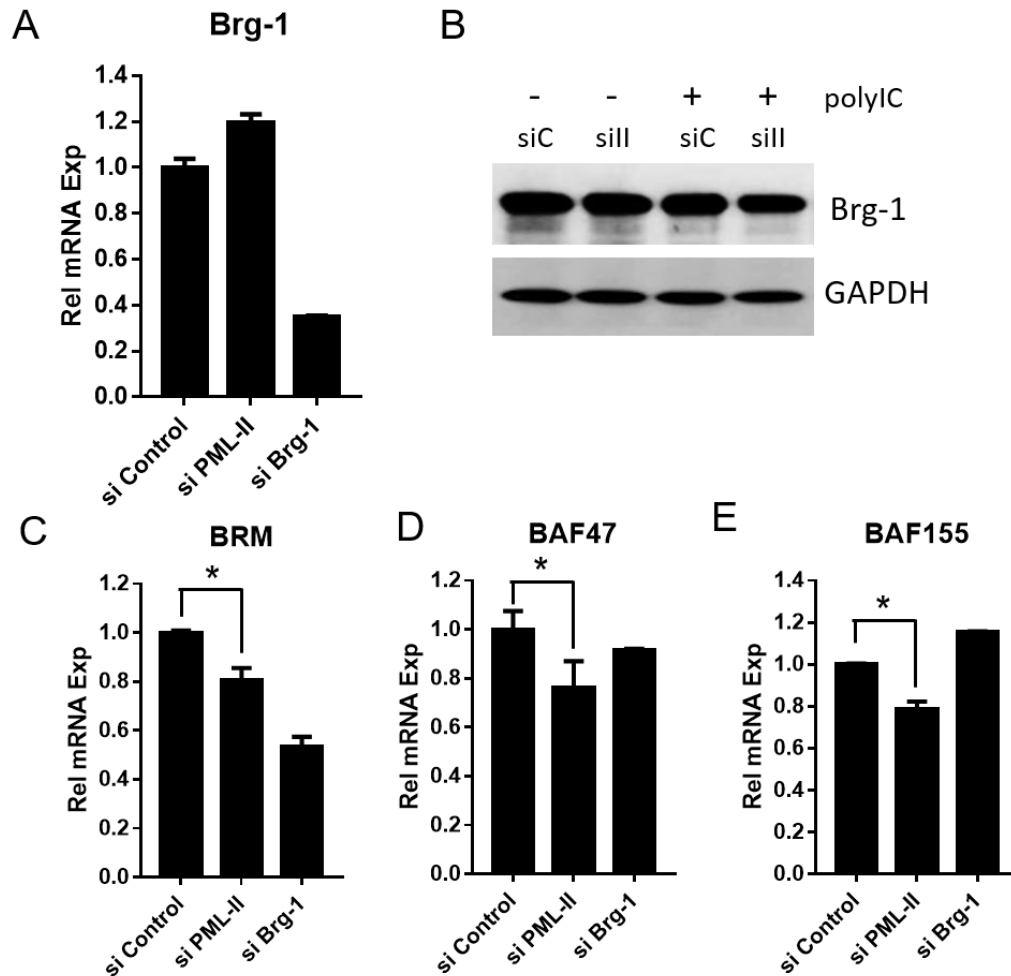 A
Brg-1
Rel mRNA Exp
1.4
1.2
1.0
0.8
0.6
0.4
0.2
0.0
si Control
si PML-II
si Brg-1
B
- - + + polyIC
siC siII siC siII
Brg-1
GAPDH
C
BRM
Rel mRNA Exp
1.2
1.0
0.8
0.6
0.4
0.2
0.0
*
si Control
si PML-II
si Brg-1
D
BAF47
Rel mRNA Exp
1.2
1.0
0.8
0.6
0.4
0.2
0.0
*
si Control
si PML-II
si Brg-1
E
BAF155
Rel mRNA Exp
1.4
1.2
1.0
0.8
0.6
0.4
0.2
0.0
*
si Control
si PML-II
si Brg-1